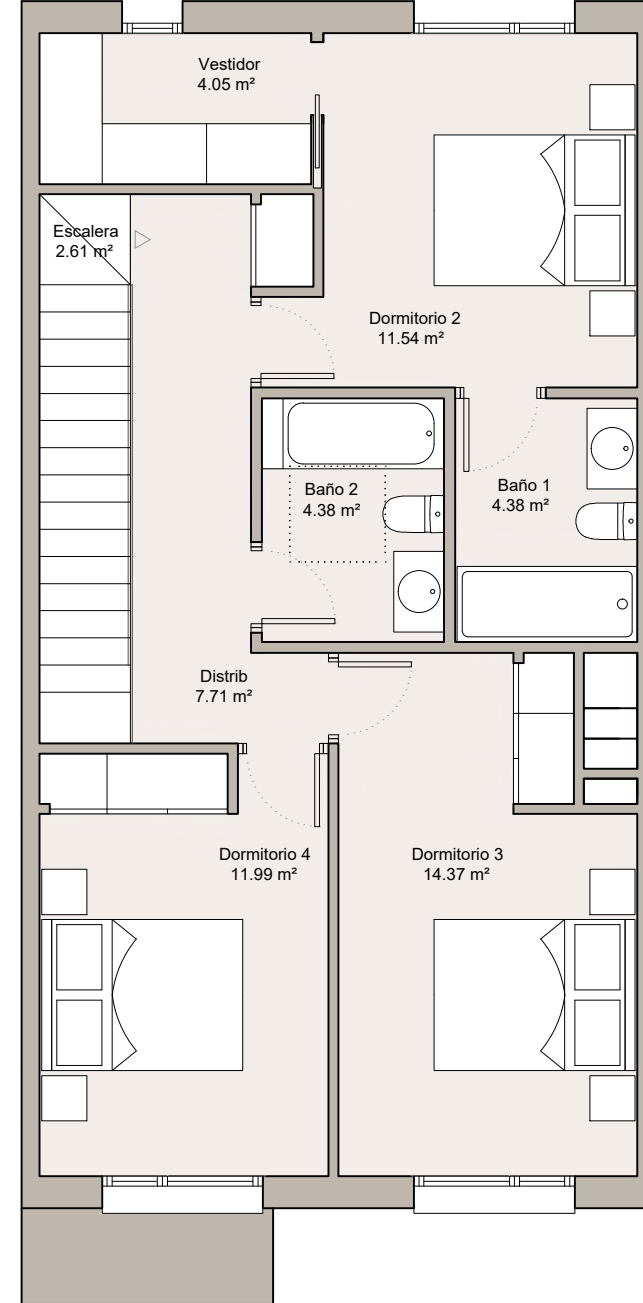 Vestidor
4.05 m²
Escalera
2.61 m²
Dormitorio 2
11.54 m²
Baño 2
4.38 m²
Baño 1
4.38 m²
Distrib
7.71 m²
Dormitorio 4
11.99 m²
Dormitorio 3
14.37 m²